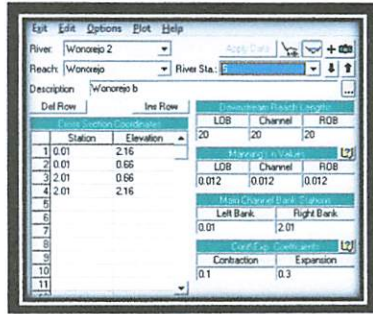 Exit Edit Options Plot Help
River: Wonorejo 2 Apply Data
Reach: Wonorejo River Sta.: 5
Description Wonorejo b ...
Del Row Ins Row
Cross Section Coordinates
Station Elevation
1 0.01 2.16
2 0.01 0.66
3 2.01 0.66
4 2.01 2.16
5
6
7
8
9
10
11
Downstream Reach Lengths
LOB Channel ROB
20 20 20
Manning's n Values
LOB Channel ROB
0.012 0.012 0.012
Main Channel Bank Stations
Left Bank Right Bank
0.01 2.01
Cont\Exp Coefficients
Contraction Expansion
0.1 0.3